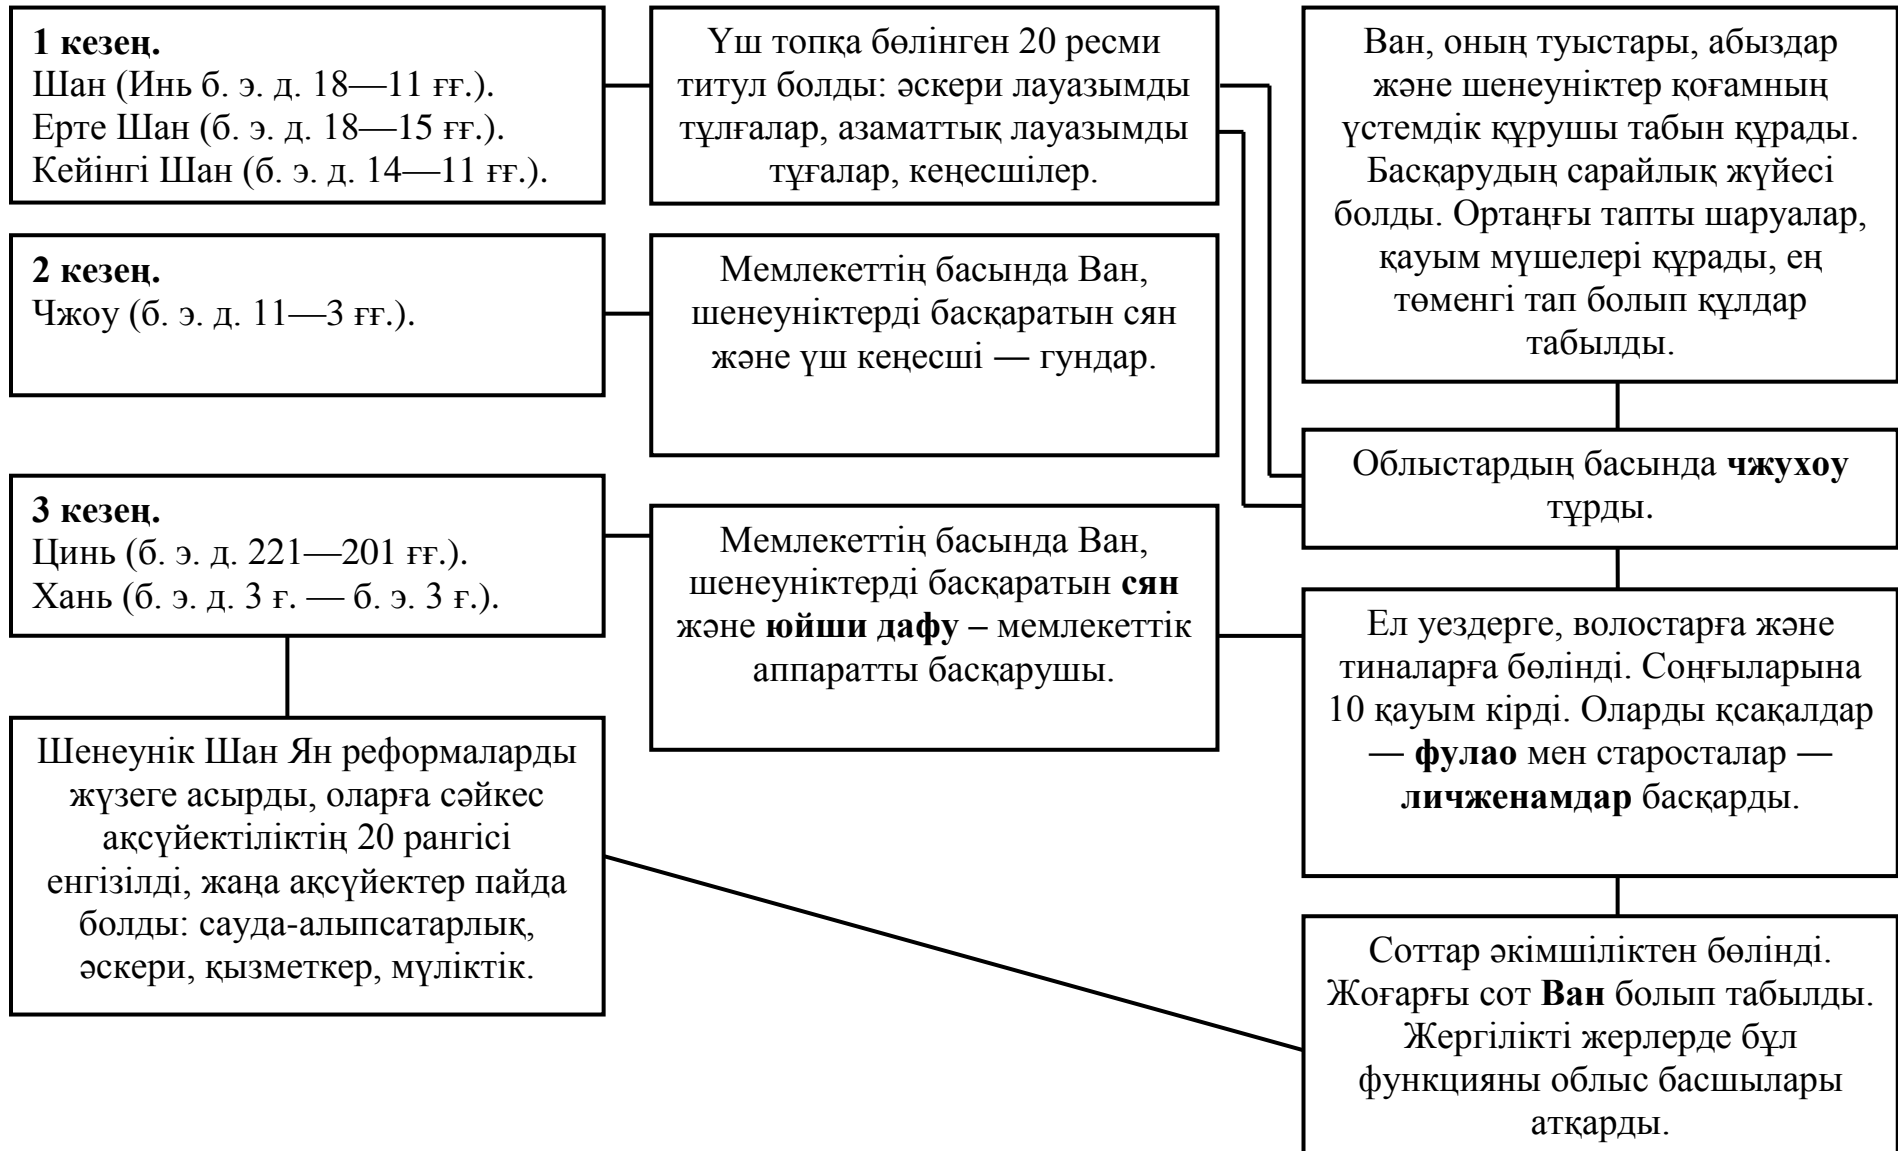 1 кезең.
Шан (Инь б. э. д. 18—11 ғғ.).
Ерте Шан (б. э. д. 18—15 ғғ.).
Кейінгі Шан (б. э. д. 14—11 ғғ.).
Үш топқа бөлінген 20 ресми
титул болды: әскери лауазымды
тұлғалар, азаматтық лауазымды
тұғалар, кеңесшілер.
Ван, оның туыстары, абыздар
және шенеуніктер қоғамның
үстемдік құрушы табын құрады.
Басқарудың сарайлық жүйесі
болды. Ортаңғы тапты шаруалар,
қауым мүшелері құрады, ең
төменгі тап болып құлдар
табылды.
2 кезең.
Чжоу (б. э. д. 11—3 ғғ.).
Мемлекеттің басында Ван,
шенеуніктерді басқаратын сян
және үш кеңесші — гундар.
Облыстардың басында чжухоу
тұрды.
3 кезең.
Цинь (б. э. д. 221—201 ғғ.).
Хань (б. э. д. 3 ғ. — б. э. 3 ғ.).
Мемлекеттің басында Ван,
шенеуніктерді басқаратын сян
және юйши дафу – мемлекеттік
аппаратты басқарушы.
Ел уездерге, волостарға және
тиналарға бөлінді. Соңғыларына
10 қауым кірді. Оларды қсақалдар
— фулао мен старосталар —
личженамдар басқарды.
Шенеунік Шан Ян реформаларды
жүзеге асырды, оларға сәйкес
ақсүйектіліктің 20 рангісі
енгізілді, жаңа ақсүйектер пайда
болды: сауда-алыпсатарлық,
әскери, қызметкер, мүліктік.
Соттар әкімшіліктен бөлінді.
Жоғарғы сот Ван болып табылды.
Жергілікті жерлерде бұл
функцияны облыс басшылары
атқарды.